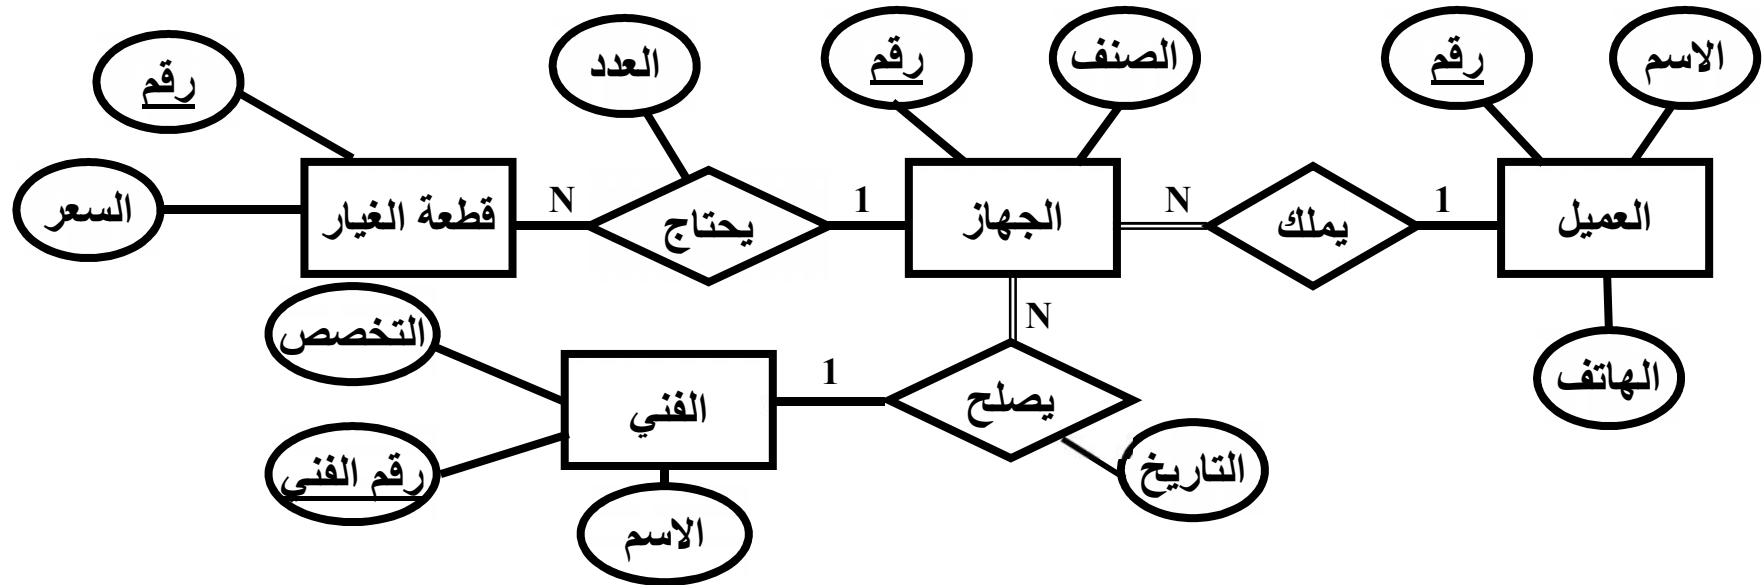 الاسم
رقم
الصنف
رقم
العدد
رقم
العميل
1
يملك
N
الجهاز
1
يحتاج
N
قطعة الغيار
السعر
الهاتف
N
يصلح
1
الفني
التخصص
التاريخ
رقم الفني
الاسم